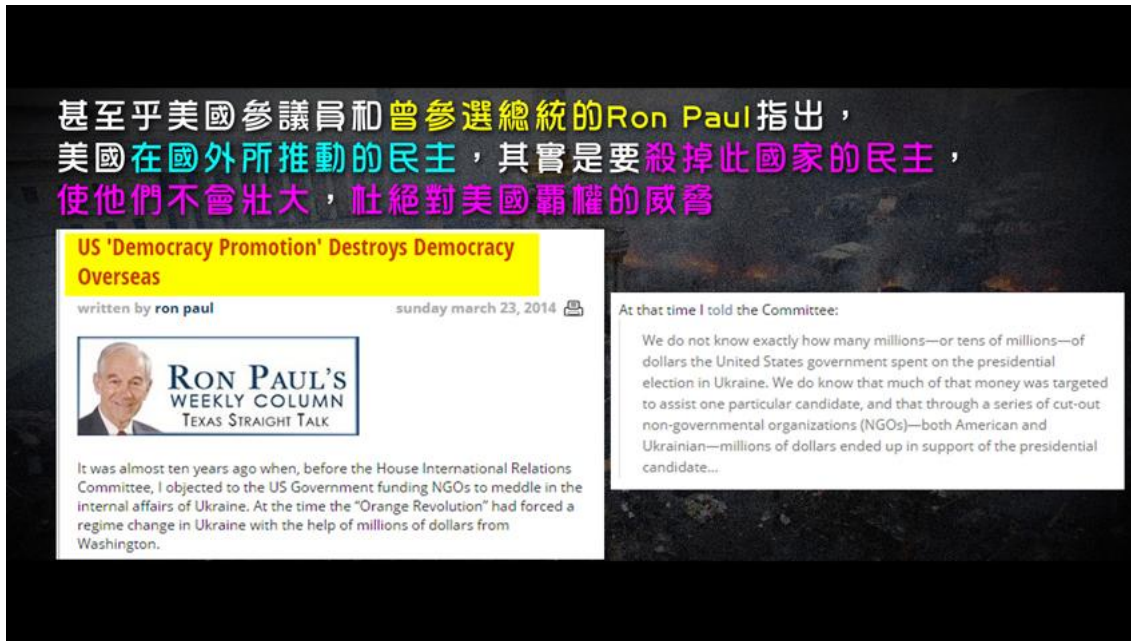 甚至乎美國參議員和曾參選總統的Ron Paul指出，
美國在國外所推動的民主，其實是要殺掉此國家的民主，
使他們不會壯大，杜絕對美國霸權的威脅
US 'Democracy Promotion' Destroys Democracy
Overseas
written by ron paul
sunday march 23, 2014
RON PAUL'S
WEEKLY COLUMN
TEXAS STRAIGHT TALK
It was almost ten years ago when, before the House International Relations
Committee, I objected to the US Government funding NGOs to meddle in the
internal affairs of Ukraine. At the time the “Orange Revolution” had forced a
regime change in Ukraine with the help of millions of dollars from
Washington.
At that time I told the Committee:
We do not know exactly how many millions—or tens of millions—of
dollars the United States government spent on the presidential
election in Ukraine. We do know that much of that money was targeted
to assist one particular candidate, and that through a series of cut-out
non-governmental organizations (NGOs)—both American and
Ukrainian—millions of dollars ended up in support of the presidential
candidate...